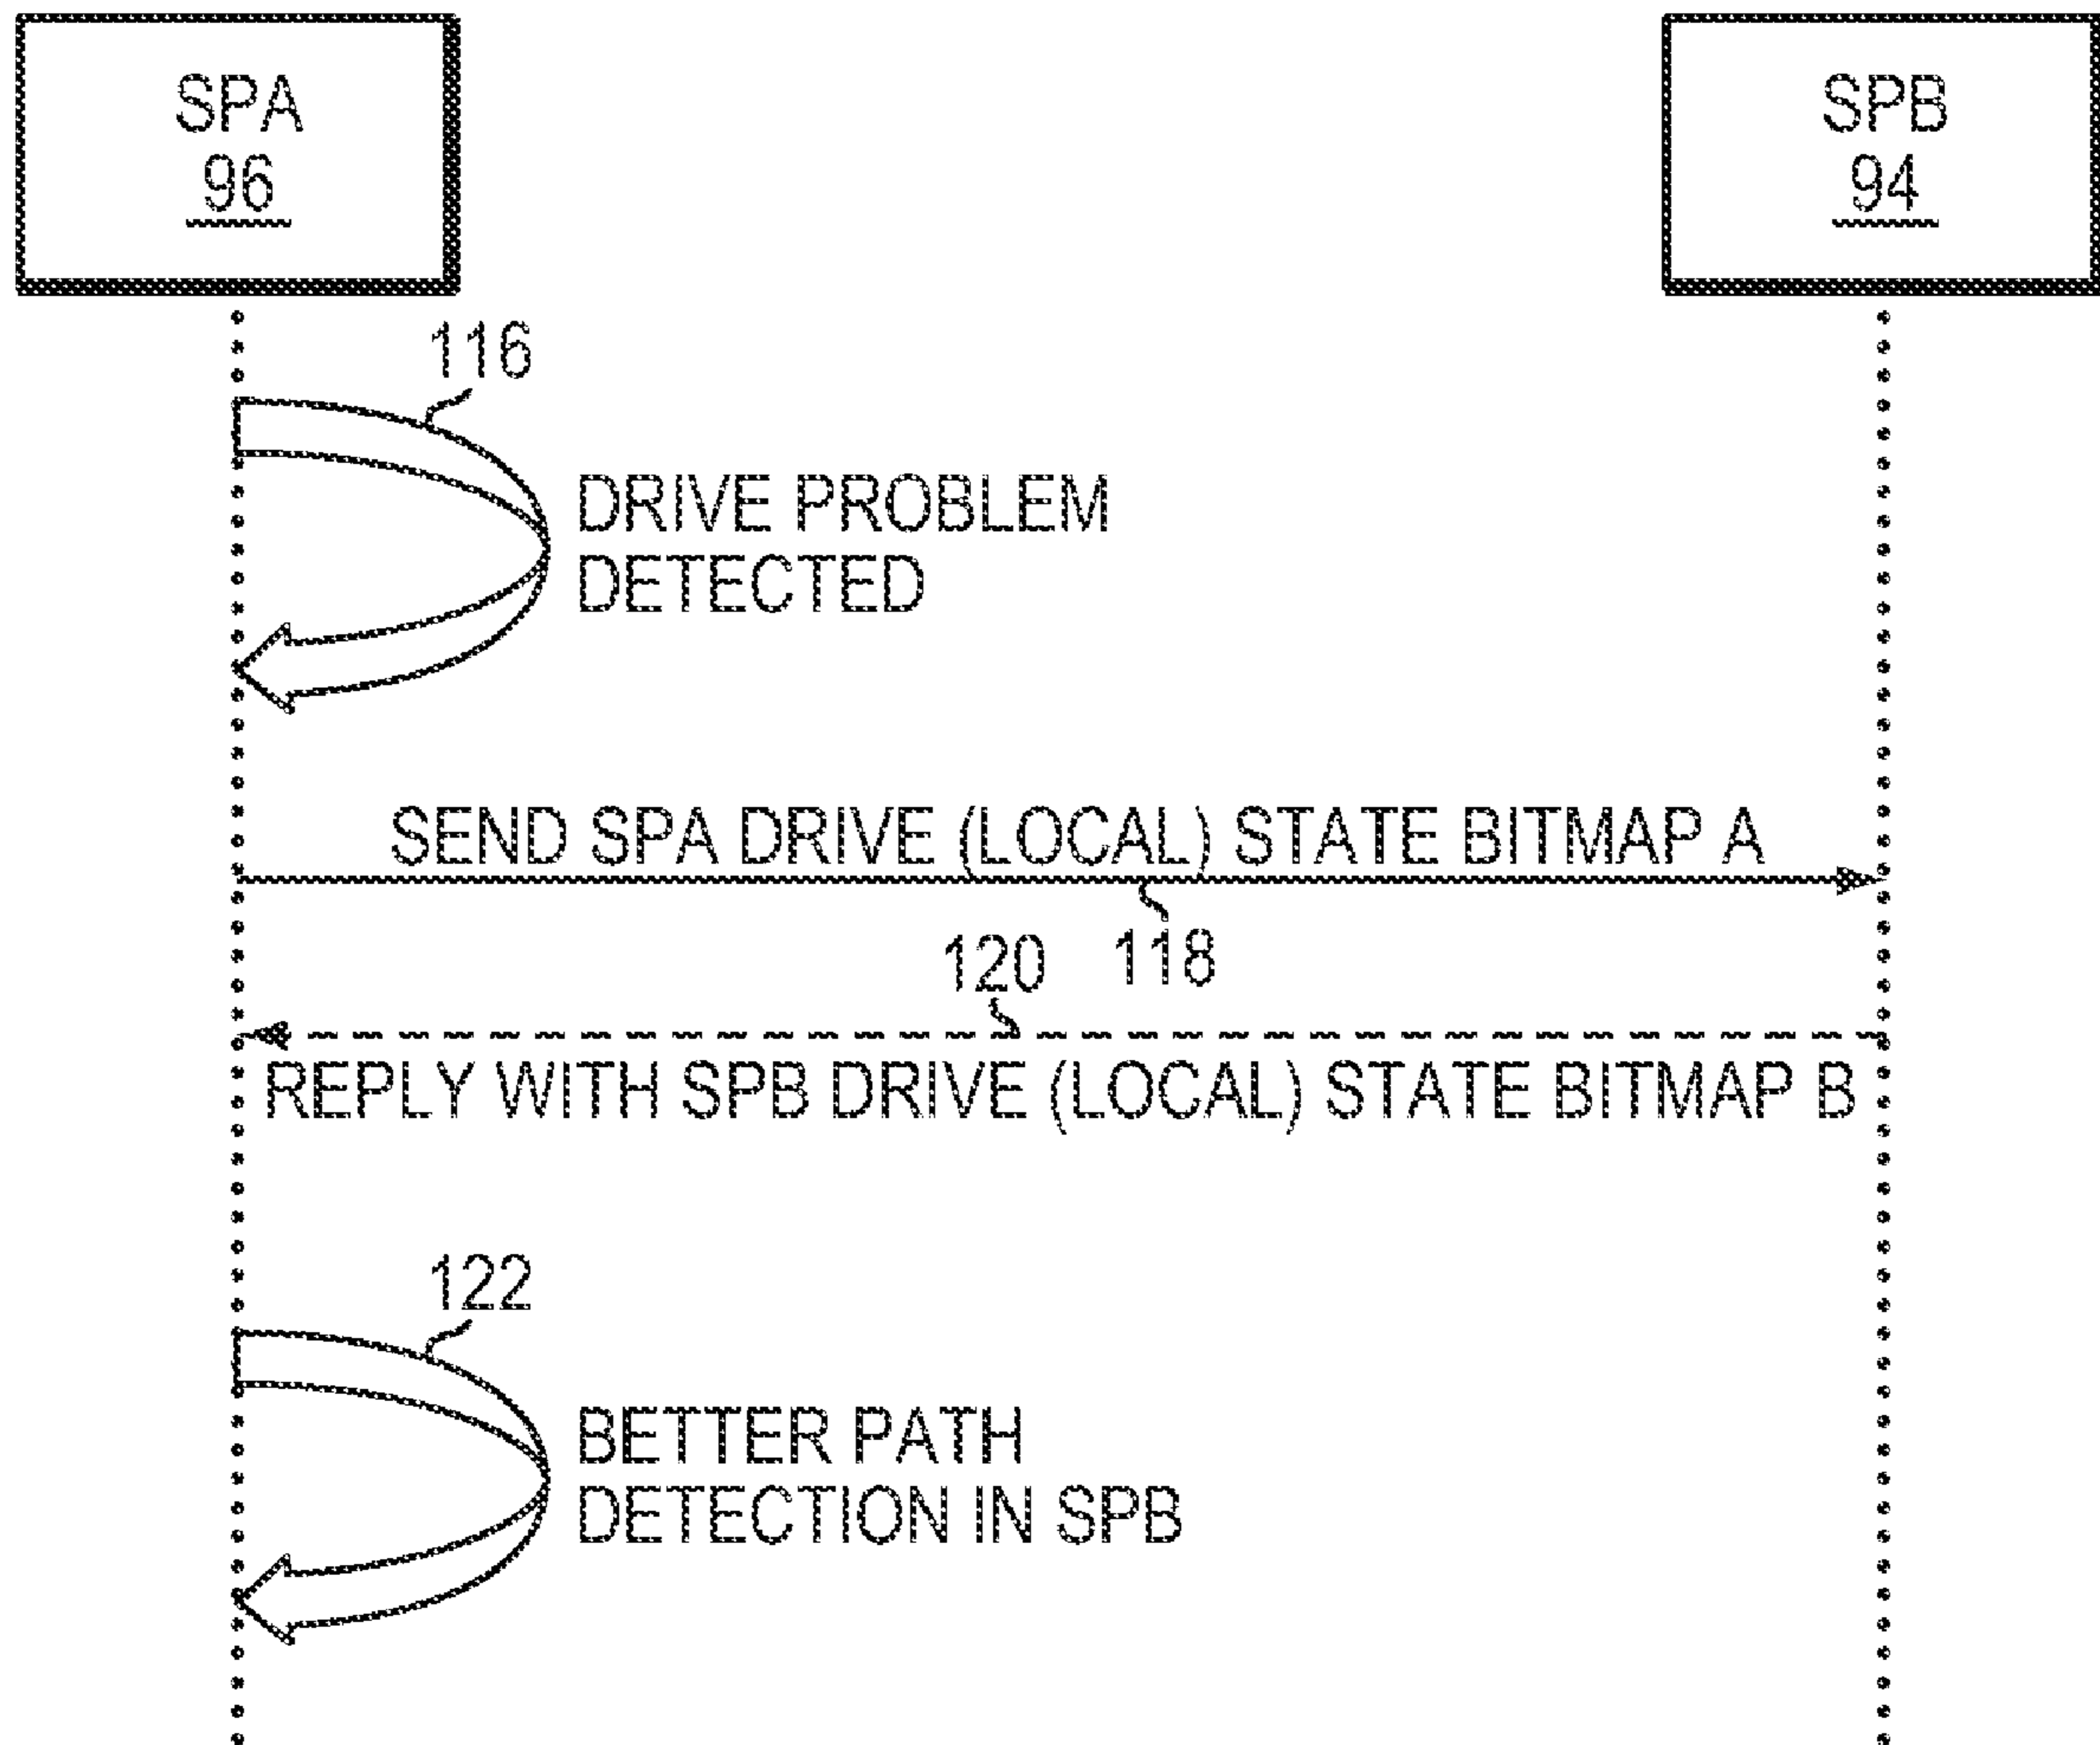 SPA
96
SPB
94
116
DRIVE PROBLEM
DETECTED
SEND SPA DRIVE (LOCAL) STATE BITMAP A
118
120
REPLY WITH SPB DRIVE (LOCAL) STATE BITMAP B
122
BETTER PATH
DETECTION IN SPB